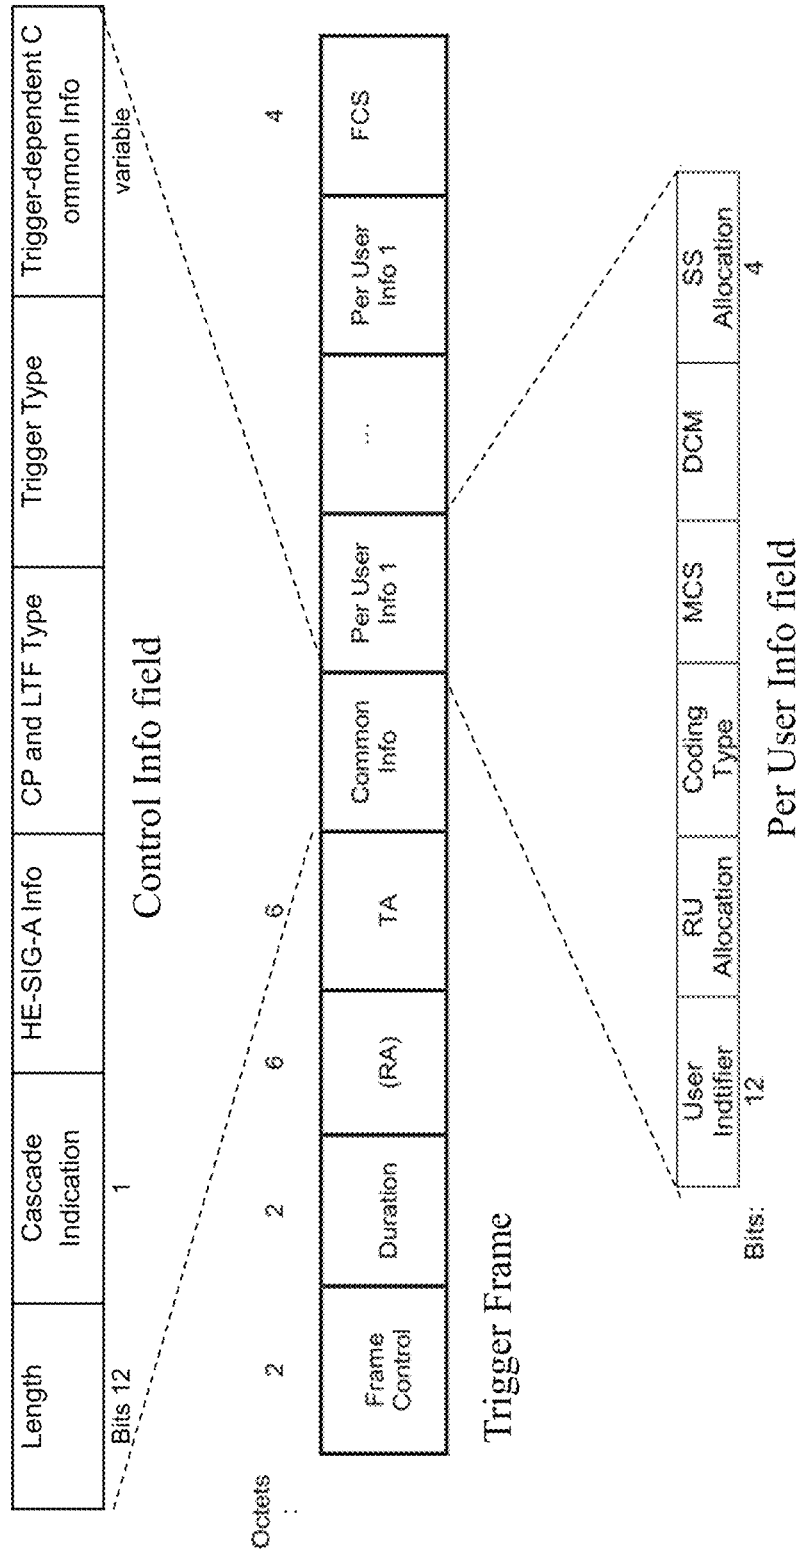 Length
Cascade
Indication
HE-SIG-A Info
CP and LTF Type
Trigger Type
Trigger-dependent C
ommon Info
Bits 12
1
variable
Control Info field
Octets
:
2
2
6
6
4
Frame
Control
Duration
(RA)
TA
Common
Info
Per User
Info 1
...
Per User
Info 1
FCS
Trigger Frame
User
Indtifier
RU
Allocation
Coding
Type
MCS
DCM
SS
Allocation
Bits:
12
4
Per User Info field